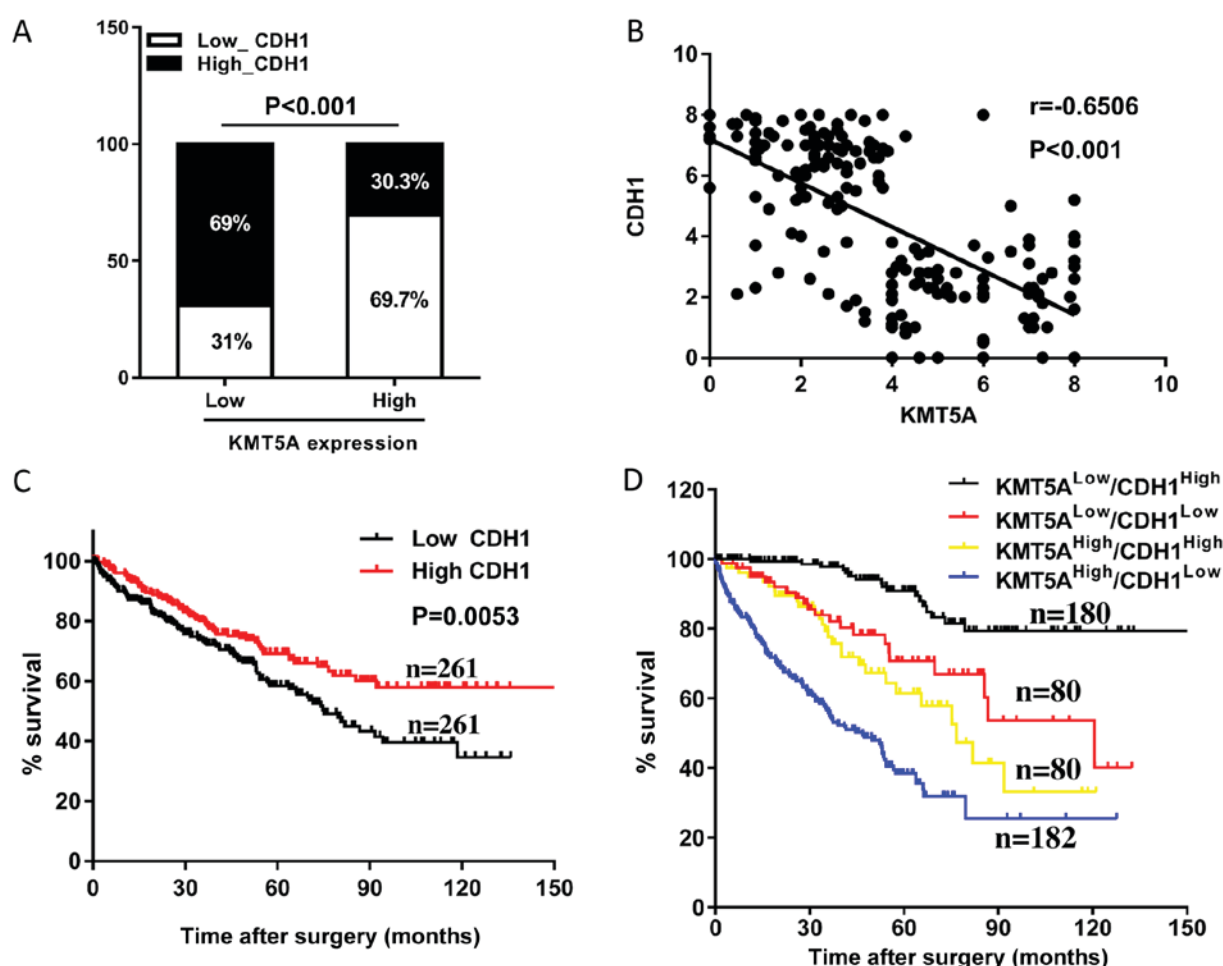 A
150
100
50
0
Low_ CDH1
High_CDH1
P<0.001
69%
31%
30.3%
69.7%
Low High
KMT5A expression
B
10
8
6
4
2
0
CDH1
r=-0.6506
P<0.001
0 2 4 6 8 10
KMT5A
C
100
80
60
40
20
0
% survival
Low CDH1
High CDH1
P=0.0053
n=261
n=261
0 30 60 90 120 150
Time after surgery (months)
D
120
100
80
60
40
20
0
% survival
KMT5A^Low/CDH1^High
KMT5A^Low/CDH1^Low
KMT5A^High/CDH1^High
KMT5A^High/CDH1^Low
n=180
n=80
n=80
n=182
0 30 60 90 120 150
Time after surgery (months)